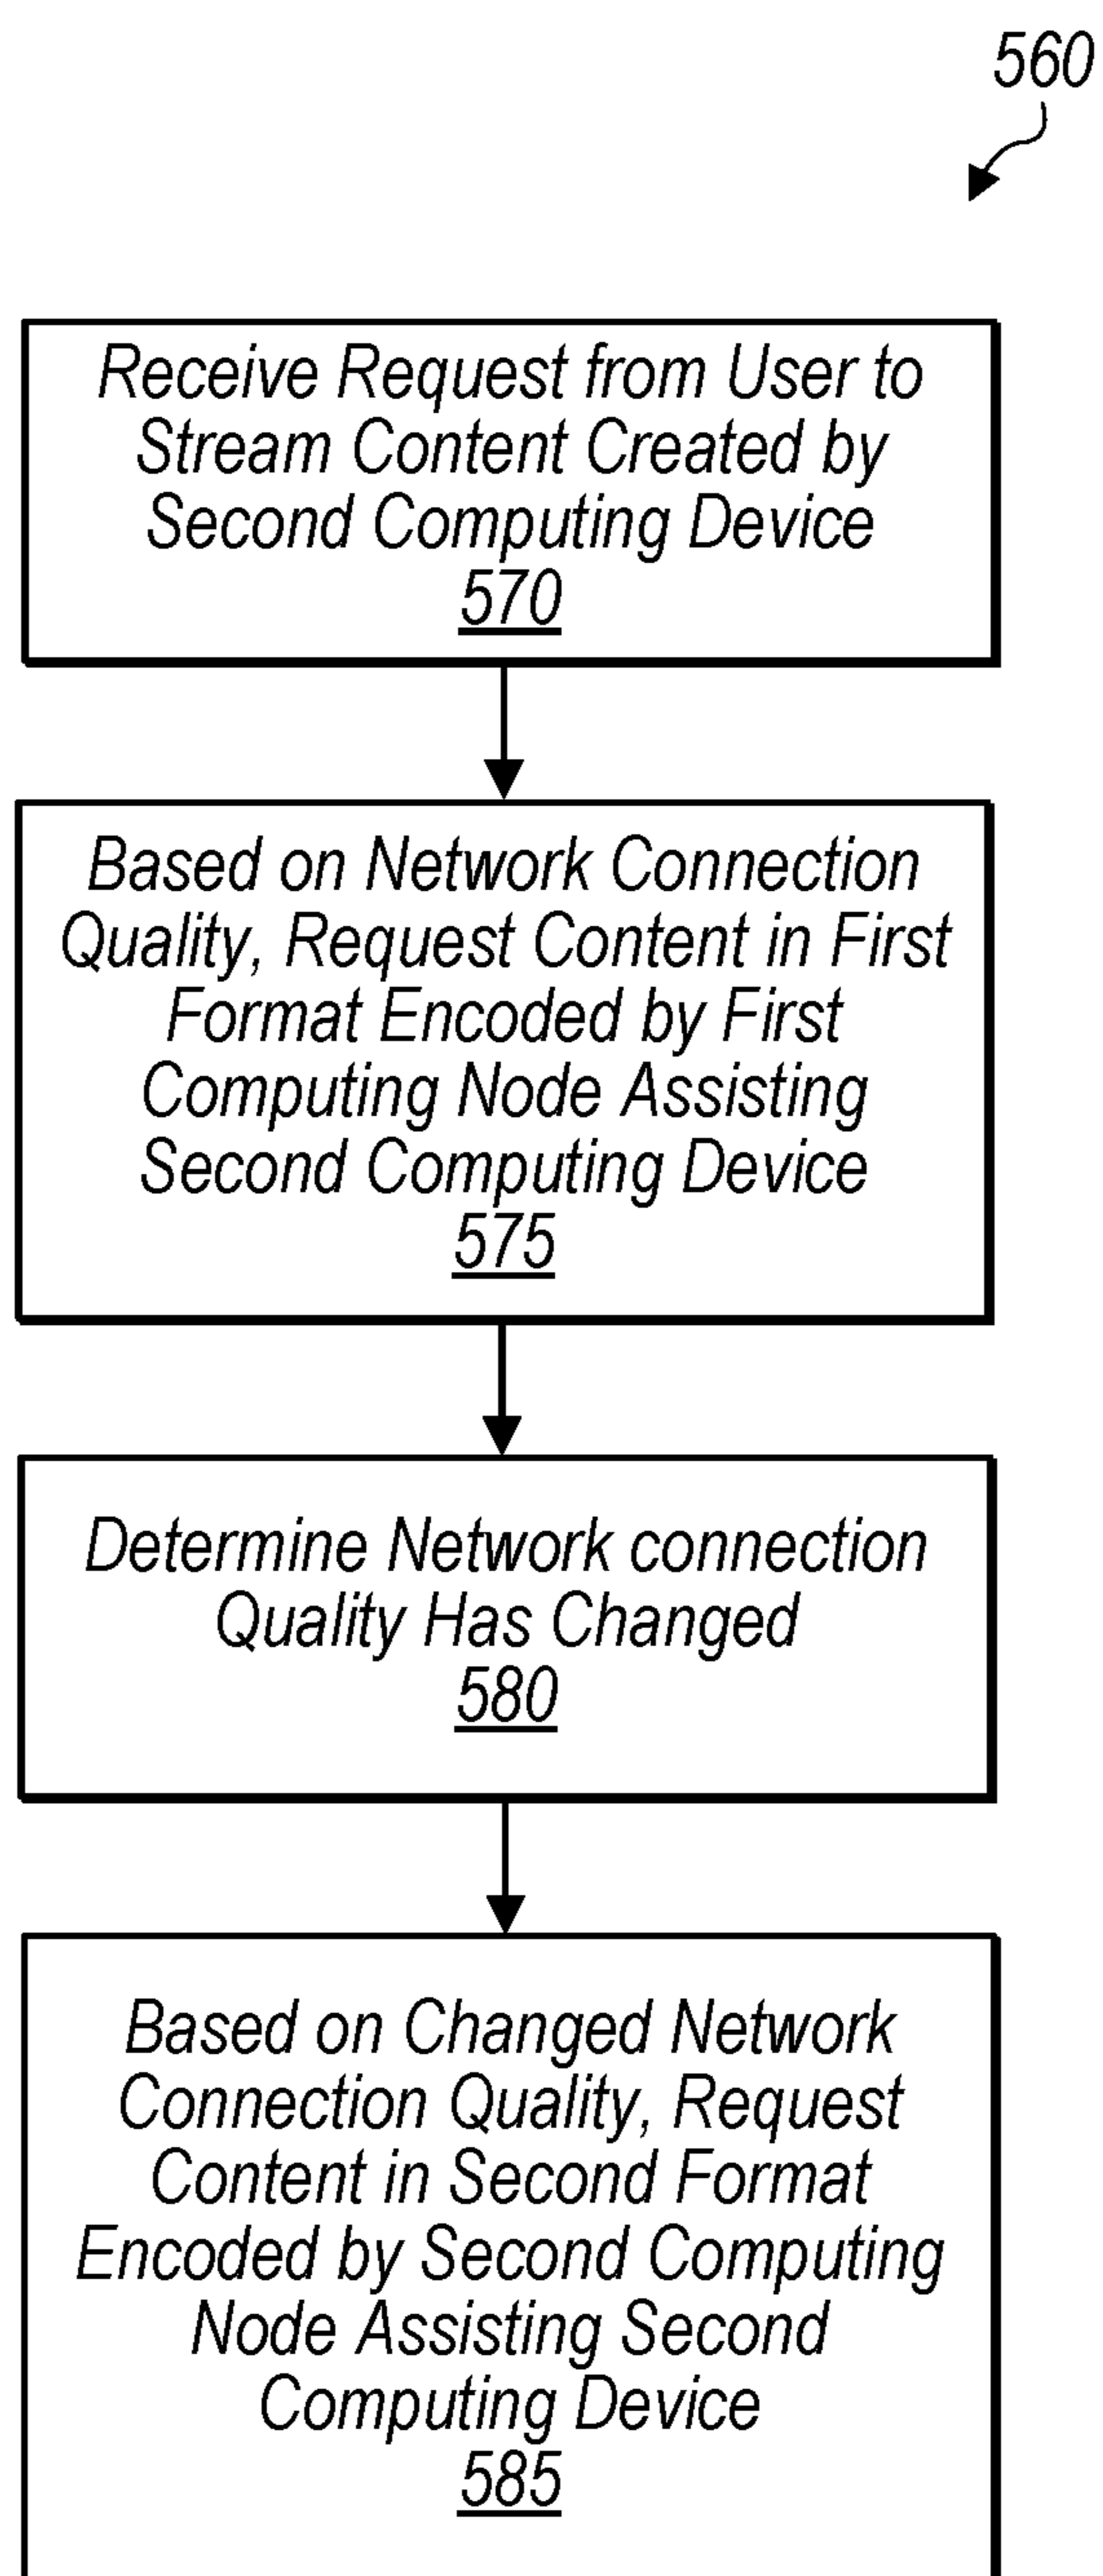 560
Receive Request from User to
Stream Content Created by
Second Computing Device
570
Based on Network Connection
Quality, Request Content in First
Format Encoded by First
Computing Node Assisting
Second Computing Device
575
Determine Network connection
Quality Has Changed
580
Based on Changed Network
Connection Quality, Request
Content in Second Format
Encoded by Second Computing
Node Assisting Second
Computing Device
585